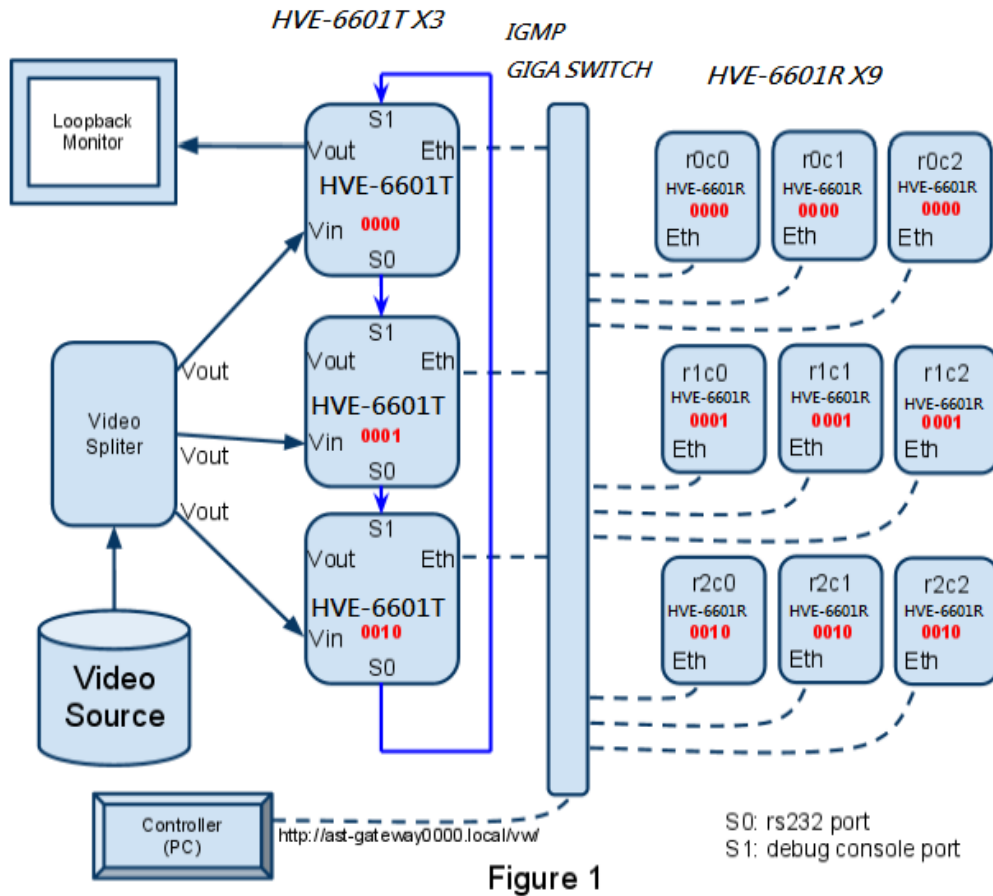 HVE-6601T X3
IGMP
GIGA SWITCH
HVE-6601R X9
Loopback
Monitor
S1
Vout
Eth
HVE-6601T
Vin 0000
S0
r0c0
HVE-6601R
0000
Eth
r0c1
HVE-6601R
0000
Eth
r0c2
HVE-6601R
0000
Eth
Video
Spliter
Vout
Vout
Vout
S1
Vout
Eth
HVE-6601T
Vin 0001
S0
r1c0
HVE-6601R
0001
Eth
r1c1
HVE-6601R
0001
Eth
r1c2
HVE-6601R
0001
Eth
S1
Vout
Eth
HVE-6601T
Vin 0010
S0
r2c0
HVE-6601R
0010
Eth
r2c1
HVE-6601R
0010
Eth
r2c2
HVE-6601R
0010
Eth
Video
Source
Controller
(PC)
http://ast-gateway0000.local/vw/
S0: rs232 port
S1: debug console port
Figure 1